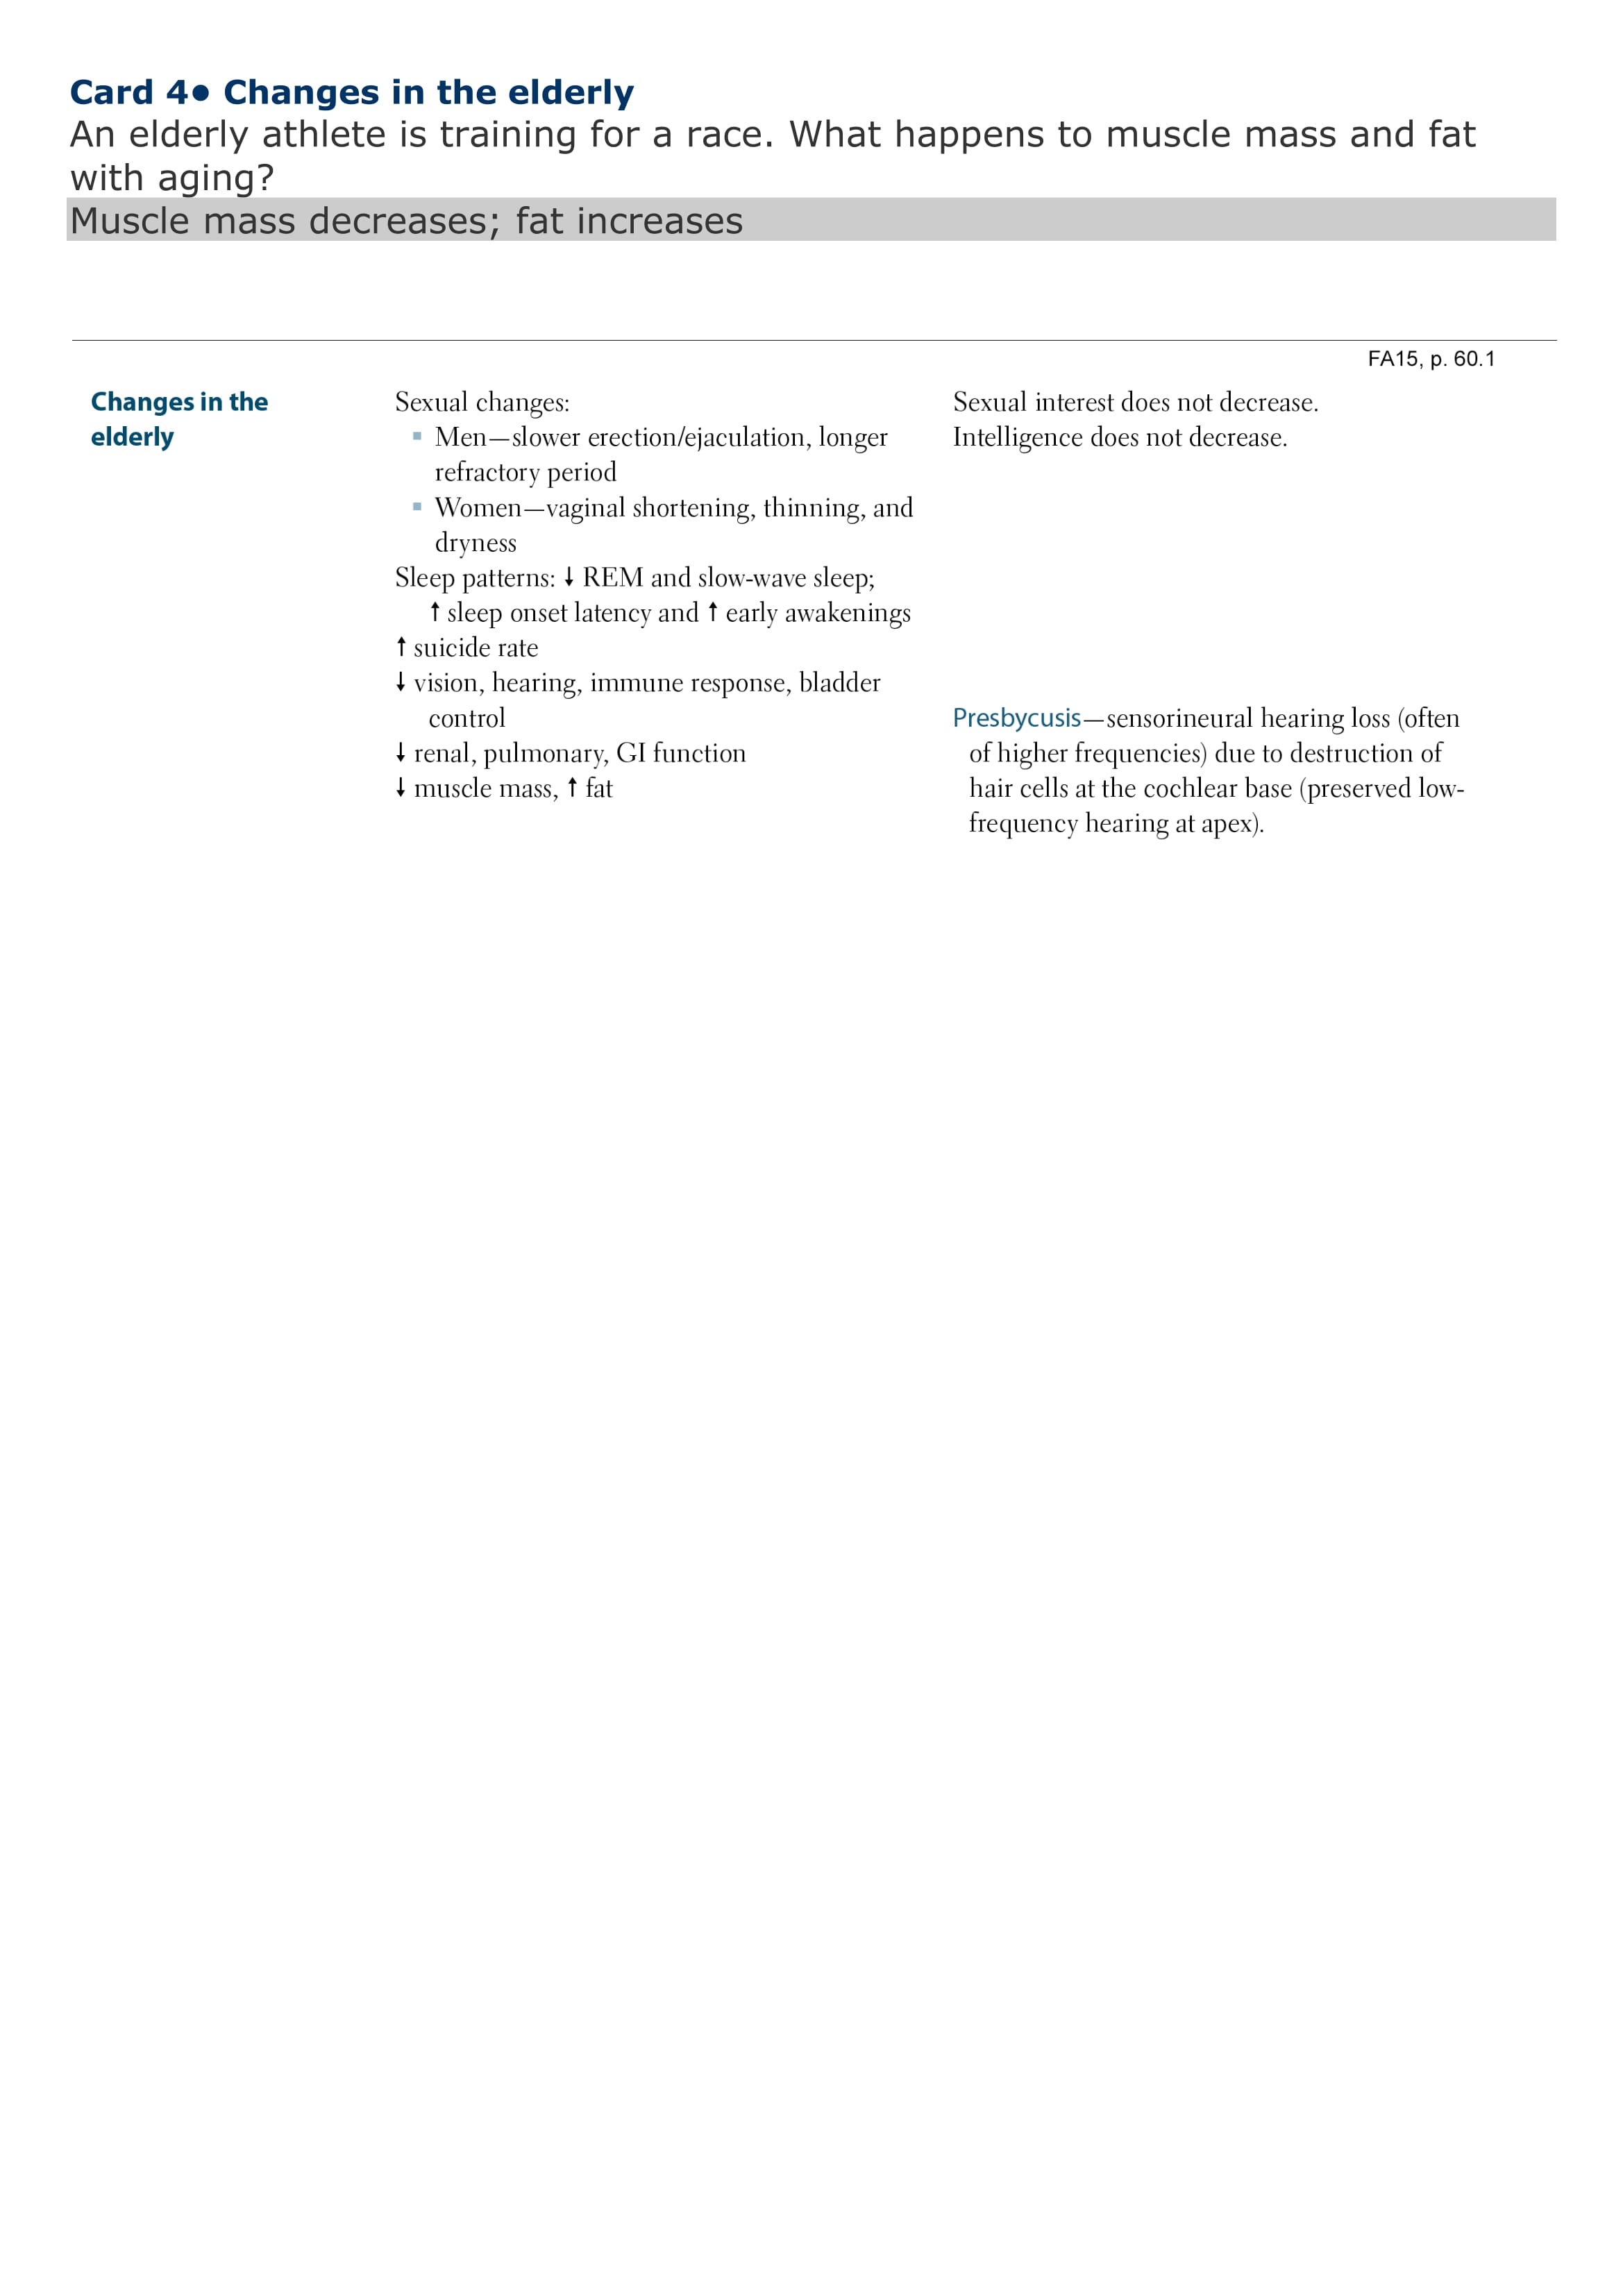 Card 4• Changes in the elderly
An elderly athlete is training for a race. What happens to muscle mass and fat
with aging?
Muscle mass decreases; fat increases
FA15, p. 60.1
Changes in the
elderly
Sexual changes:
▪ Men—slower erection/ejaculation, longer
refractory period
▪ Women—vaginal shortening, thinning, and
dryness
Sleep patterns: ↓ REM and slow-wave sleep;
↑ sleep onset latency and ↑ early awakenings
↑ suicide rate
↓ vision, hearing, immune response, bladder
control
↓ renal, pulmonary, GI function
↓ muscle mass, ↑ fat
Sexual interest does not decrease.
Intelligence does not decrease.
Presbycusis—sensorineural hearing loss (often
of higher frequencies) due to destruction of
hair cells at the cochlear base (preserved low-
frequency hearing at apex).